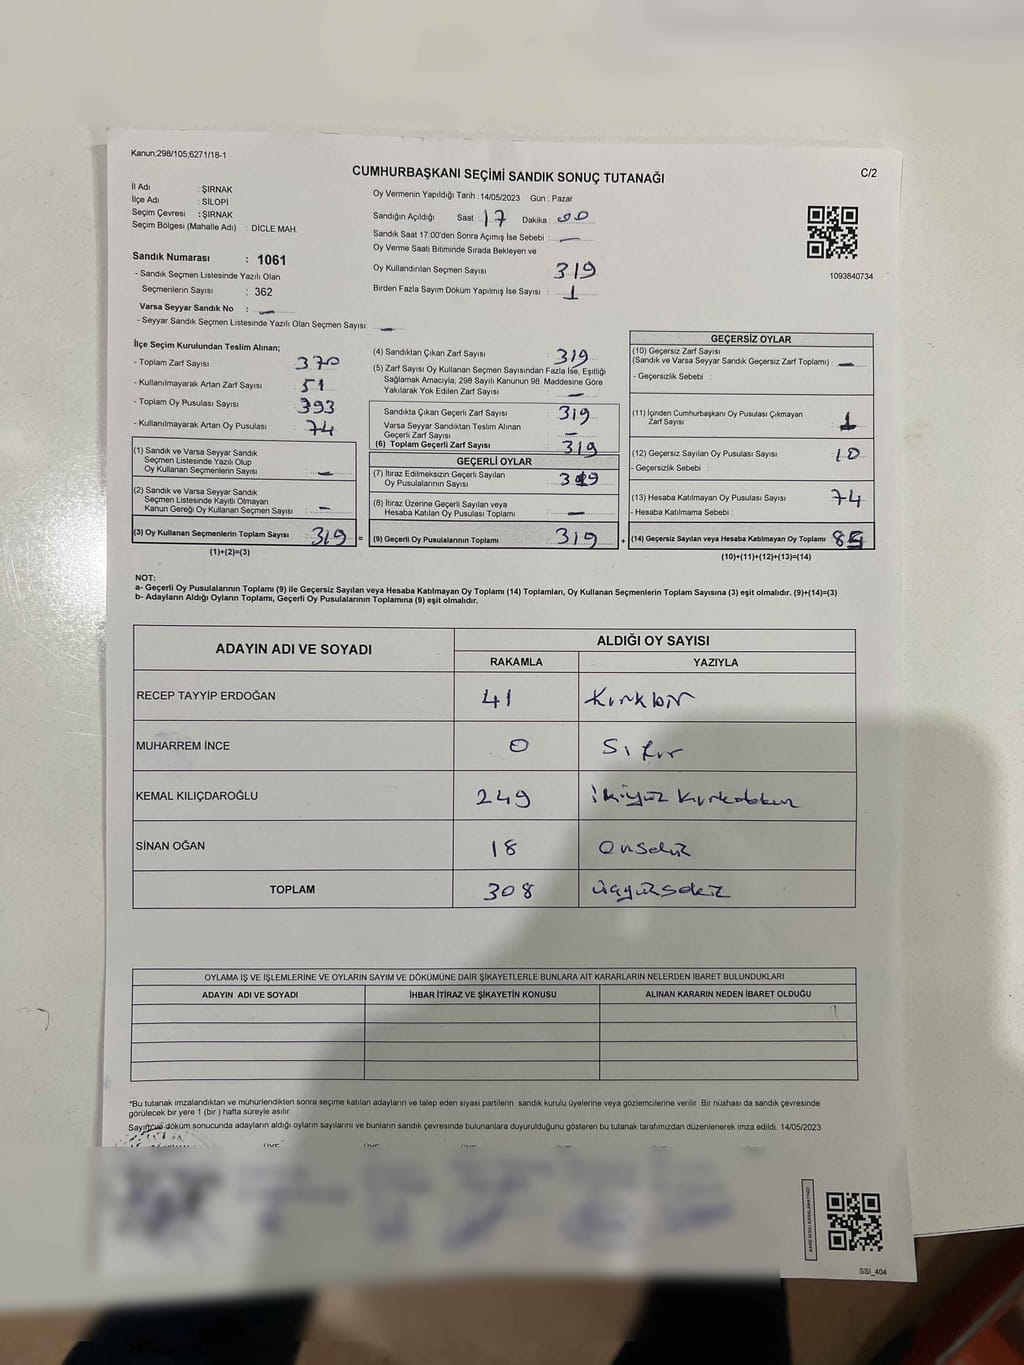 Kanun;298/105,6271/18-1
CUMHURBAŞKANI SEÇİMİ SANDIK SONUÇ TUTANAĞI
C/2
İl Adı : ŞIRNAK
İlçe Adı : SİLOPİ
Seçim Çevresi : ŞIRNAK
Seçim Bölgesi (Mahalle Adı) : DİCLE MAH.
Sandık Numarası : 1061
- Sandık Seçmen Listesinde Yazılı Olan
Seçmenlerin Sayısı : 362
Varsa Seyyar Sandık No : —
- Seyyar Sandık Seçmen Listesinde Yazılı Olan Seçmen Sayısı: —
Oy Vermenin Yapıldığı Tarih : 14/05/2023 Gün : Pazar
Sandığın Açıldığı Saat : 17 Dakika : 00
Sandık Saat 17.00'den Sonra Açımış İse Sebebi : —
Oy Verme Saati Bitiminde Sırada Bekleyen ve
Oy Kullandırılan Seçmen Sayısı : 319
Birden Fazla Sayım Döküm Yapılmış İse Sayısı : 1
1093840734
İlçe Seçim Kurulundan Teslim Alınan;
- Toplam Zarf Sayısı : 370
- Kullanılmayarak Artan Zarf Sayısı : 51
- Toplam Oy Pusulası Sayısı : 393
- Kullanılmayarak Artan Oy Pusulası : 74
(1) Sandık ve Varsa Seyyar Sandık
Seçmen Listesinde Yazılı Olup
Oy Kullanan Seçmenlerin Sayısı : —
(2) Sandık ve Varsa Seyyar Sandık
Seçmen Listesinde Kayıtlı Olmayan
Kanun Gereği Oy Kullanan Seçmen Sayısı : —
(3) Oy Kullanan Seçmenlerin Toplam Sayısı : 319 =
(1)+(2)=(3)
(4) Sandıktan Çıkan Zarf Sayısı : 319
(5) Zarf Sayısı Oy Kullanan Seçmen Sayısından Fazla İse, Eşitliği
Sağlamak Amacıyla, 298 Sayılı Kanunun 98. Maddesine Göre
Yakılarak Yok Edilen Zarf Sayısı : —
Sandıkta Çıkan Geçerli Zarf Sayısı : 319
Varsa Seyyar Sandıktan Teslim Alınan
Geçerli Zarf Sayısı : —
(6) Toplam Geçerli Zarf Sayısı : 319
GEÇERLİ OYLAR
(7) İtiraz Edilmeksizin Geçerli Sayılan
Oy Pusulalarının Sayısı : 319
(8) İtiraz Üzerine Geçerli Sayılan veya
Hesaba Katılan Oy Pusulası Toplamı : —
(9) Geçerli Oy Pusulalarının Toplamı : 319 +
GEÇERSİZ OYLAR
(10) Geçersiz Zarf Sayısı
(Sandık ve Varsa Seyyar Sandık Geçersiz Zarf Toplamı) : —
- Geçersizlik Sebebi :
(11) İçinden Cumhurbaşkanı Oy Pusulası Çıkmayan
Zarf Sayısı : 1
(12) Geçersiz Sayılan Oy Pusulası Sayısı : 10
- Geçersizlik Sebebi :
(13) Hesaba Katılmayan Oy Pusulası Sayısı : 74
- Hesaba Katılmama Sebebi :
(14) Geçersiz Sayılan veya Hesaba Katılmayan Oy Toplamı : 85
(10)+(11)+(12)+(13)=(14)
NOT:
a- Geçerli Oy Pusulalarının Toplamı (9) ile Geçersiz Sayılan veya Hesaba Katılmayan Oy Toplamı (14) Toplamları, Oy Kullanan Seçmenlerin Toplam Sayısına (3) eşit olmalıdır. (9)+(14)=(3)
b- Adayların Aldığı Oyların Toplamı, Geçerli Oy Pusulalarının Toplamına (9) eşit olmalıdır.
ADAYIN ADI VE SOYADI
ALDIĞI OY SAYISI
RAKAMLA YAZIYLA
RECEP TAYYİP ERDOĞAN 41 Kırkbir
MUHARREM İNCE 0 Sıfır
KEMAL KILIÇDAROĞLU 249 İkiyüz Kırkdokkuz
SİNAN OĞAN 18 Onsekiz
TOPLAM 308 üçyüzsekiz
OYLAMA İŞ VE İŞLEMLERİNE VE OYLARIN SAYIM VE DÖKÜMÜNE DAİR ŞİKAYETLERLE BUNLARA AİT KARARLARIN NELERDEN İBARET BULUNDUKLARI
ADAYIN ADI VE SOYADI İHBAR İTİRAZ VE ŞİKAYETİN KONUSU ALINAN KARARIN NEDEN İBARET OLDUĞU
*Bu tutanak imzalandıktan ve mühürlendikten sonra seçime katılan adayların ve talep eden siyasi partilerin sandık kurulu üyelerine veya gözlemcilerine verilir. Bir nüshası da sandık çevresinde
görülecek bir yere 1 (bir) hafta süreyle asılır.
Sayım ve döküm sonucunda adayların aldığı oyların sayılarını ve bunların sandık çevresinde bulunanlara duyurulduğunu gösteren bu tutanak tarafımızdan düzenlenerek imza edildi. 14/05/2023
SSİ_404